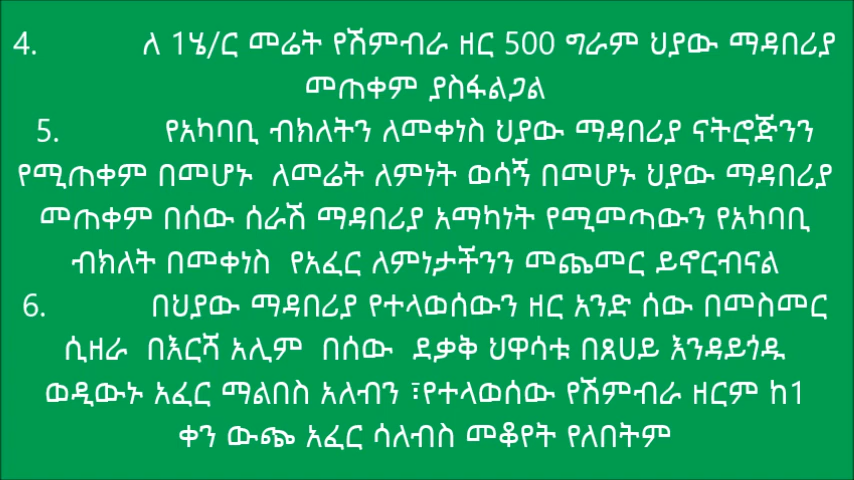 4. ለ 1ሄ/ር መሬት የሽምብራ ዘር 500 ግራም ህያው ማዳበሪያ
መጠቀም ያስፋልጋል
5. የአካባቢ ብክለትን ለመቀነስ ህያው ማዳበሪያ ናትሮጅንን
የሚጠቀም በመሆኑ ለመሬት ለምነት ወሳኝ በመሆኑ ህያው ማዳበሪያ
መጠቀም በሰው ሰራሽ ማዳበሪያ አማካኝነት የሚመጣውን የአካባቢ
ብክለት በመቀነስ የአፈር ለምነታችንን መጨመር ይኖርብናል
6. በህያው ማዳበሪያ የተላወሰውን ዘር አንድ ሰው በመስመር
ሲዘራ በእርሻ አሊም በሰው ደቃቅ ህዋሳቱ በጸሀይ እንዳይጎዱ
ወዲውኑ አፈር ማልበስ አለብን ፣የተላወሰው የሽምብራ ዘርም ከ1
ቀን ውጭ አፈር ሳለብስ መቆየት የለበትም